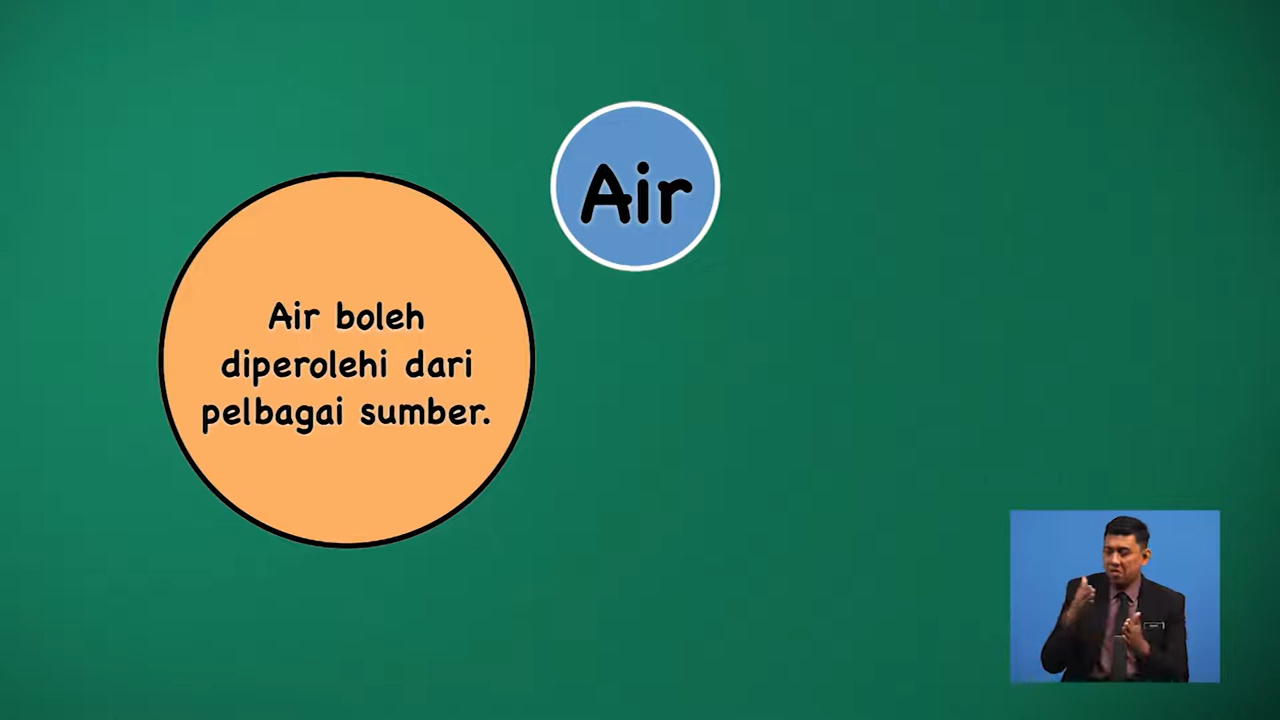 Air
Air boleh
diperolehi dari
pelbagai sumber.